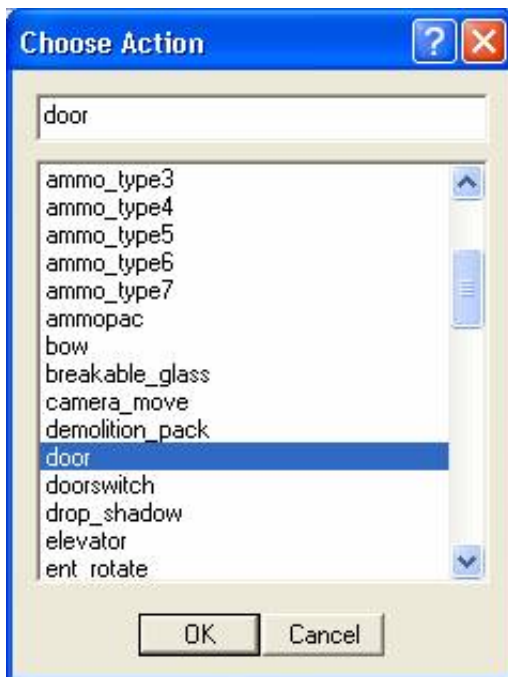 Choose Action
door
ammo_type3
ammo_type4
ammo_type5
ammo_type6
ammo_type7
ammopac
bow
breakable_glass
camera_move
demolition_pack
door
doorswitch
drop_shadow
elevator
ent_rotate
OK Cancel